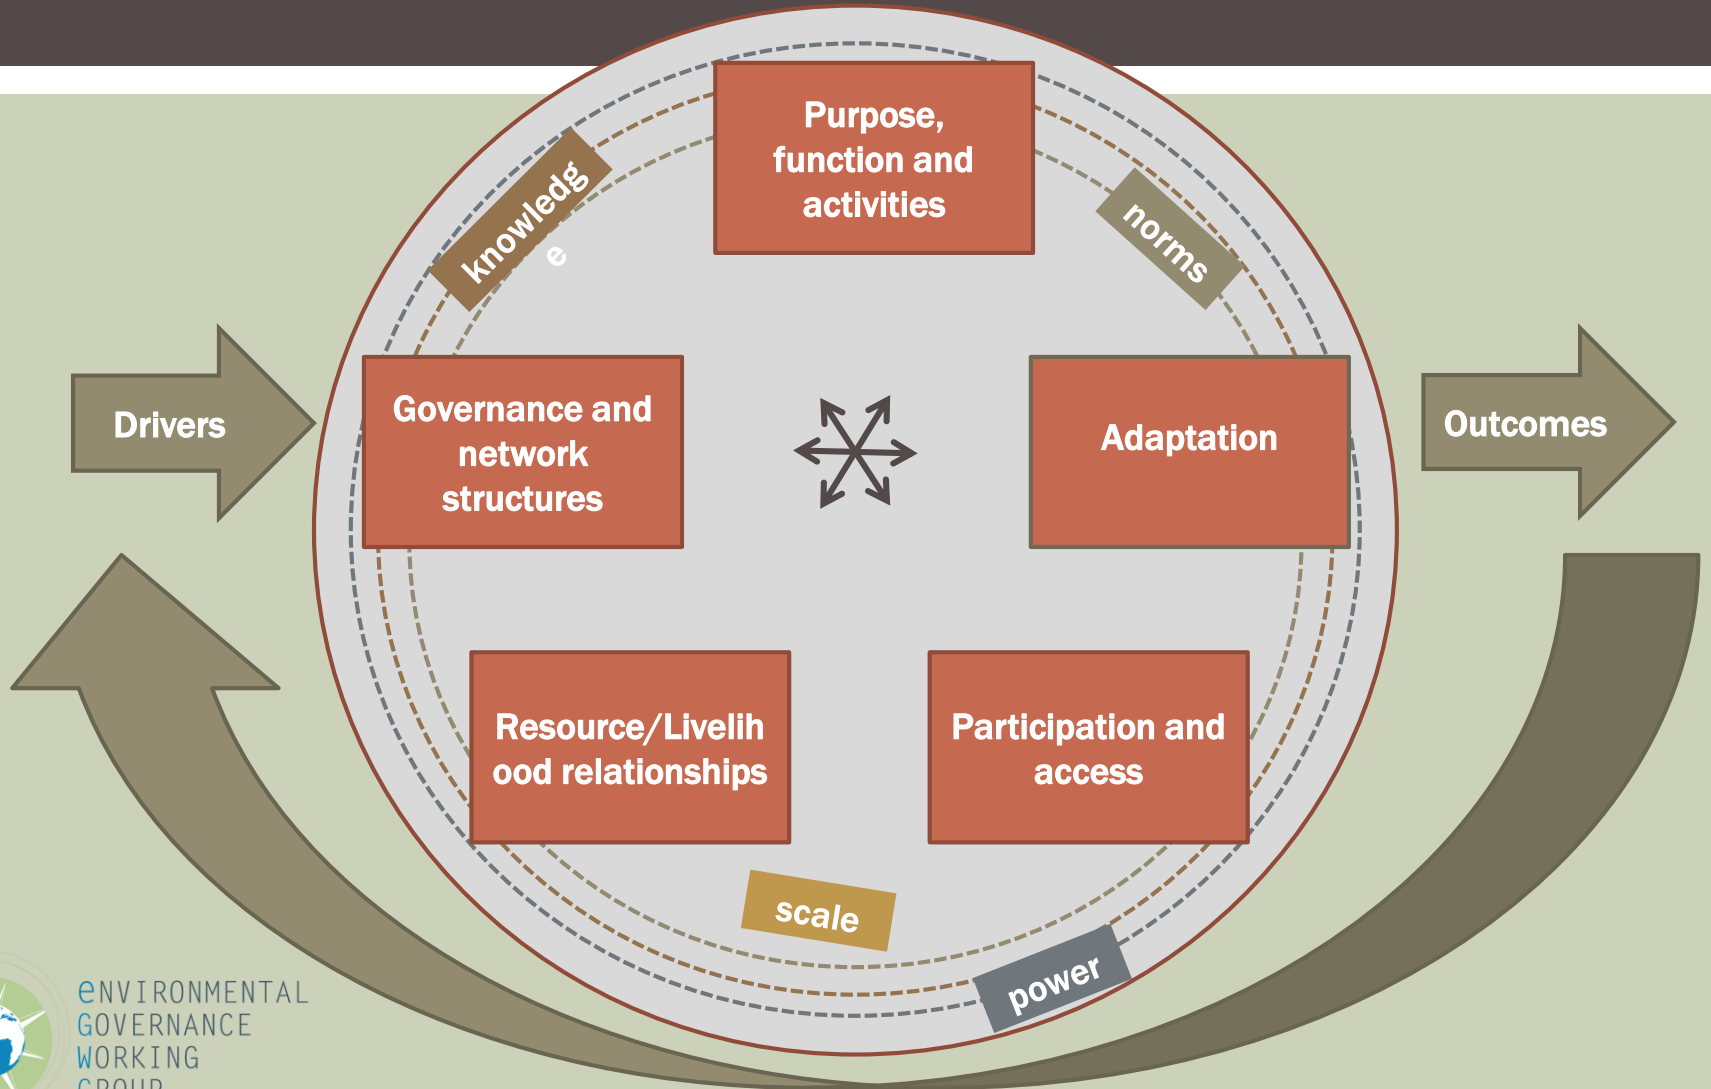 Purpose,
function and
activities
knowledg
e
norms
Drivers
Governance and
network
structures
Adaptation
Outcomes
Resource/Livelih
ood relationships
Participation and
access
scale
power
eNVIRONMENTAL
GOVERNANCE
WORKING
GROUP